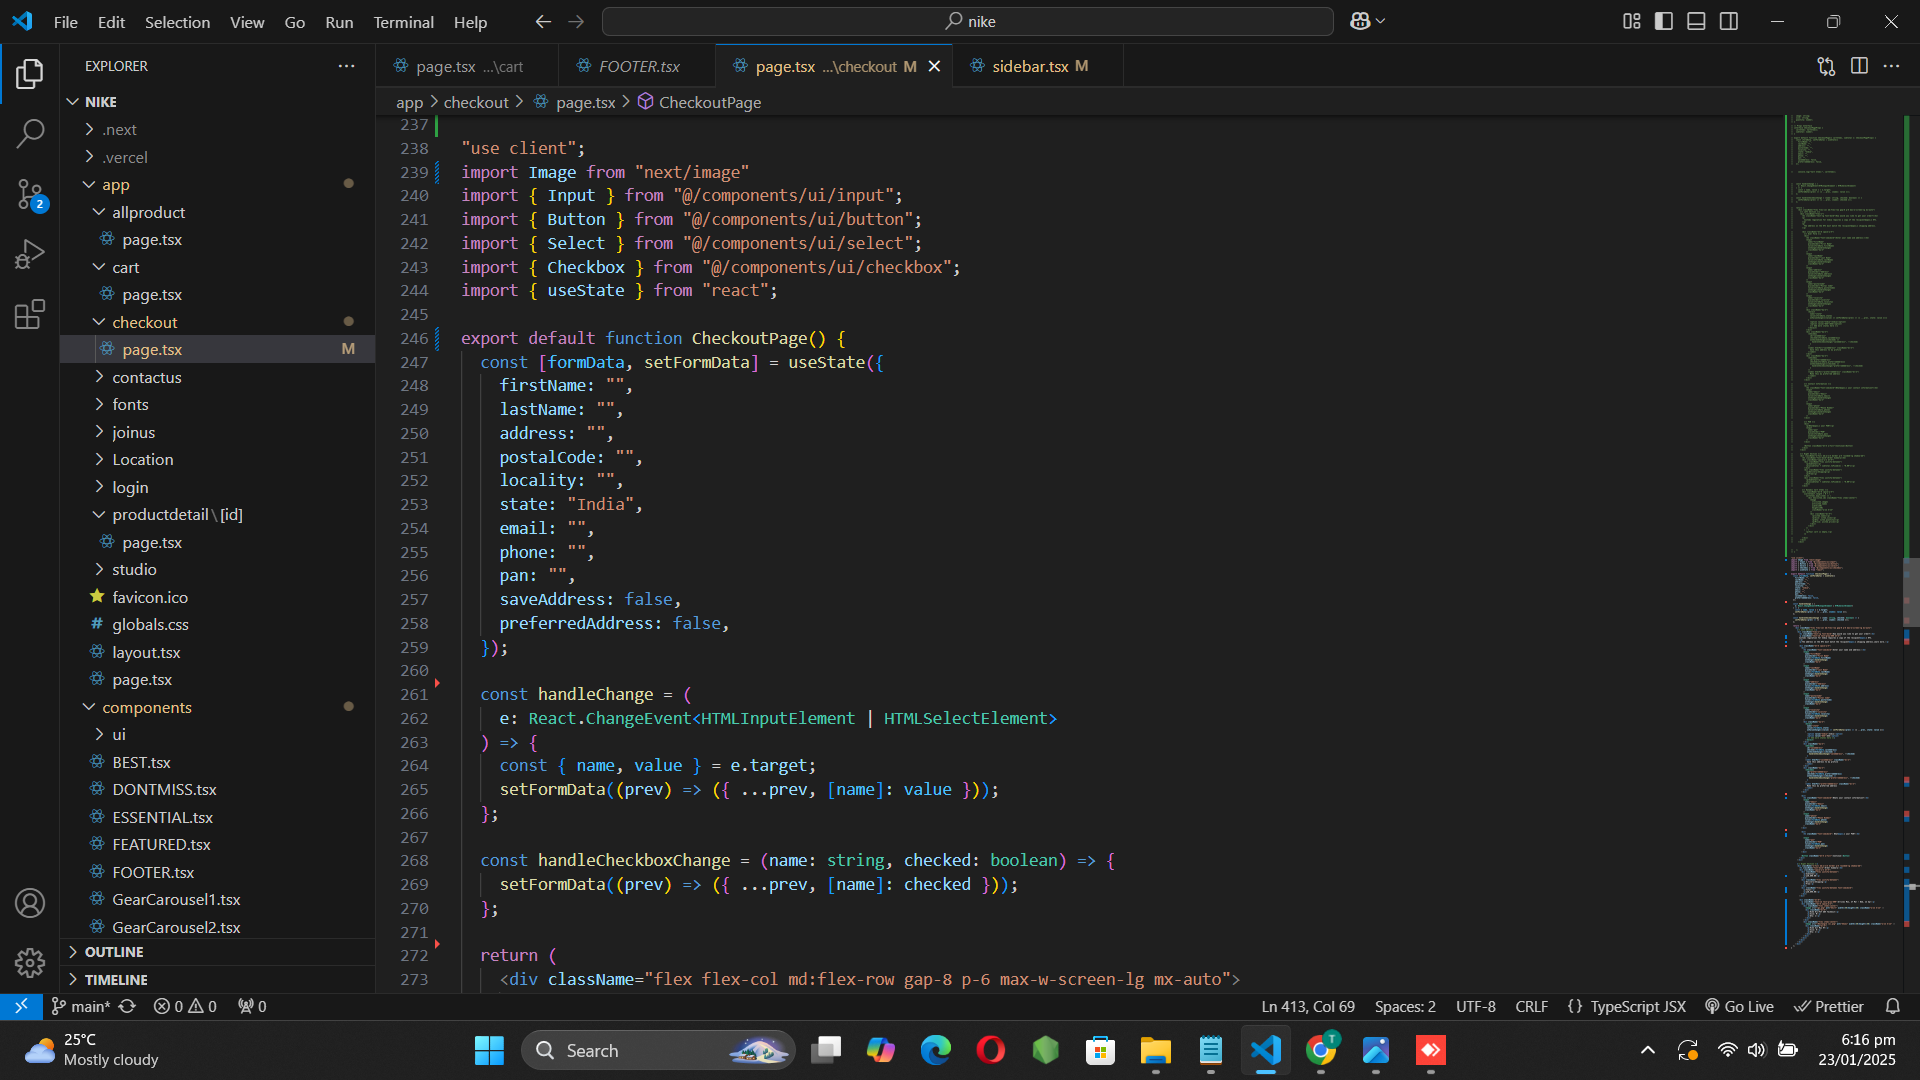 File Edit Selection View Go Run Terminal Help
nike
EXPLORER
NIKE
.next
.vercel
app
allproduct
page.tsx
cart
page.tsx
checkout
page.tsx M
contactus
fonts
joinus
Location
login
productdetail\[id]
page.tsx
studio
favicon.ico
# globals.css
layout.tsx
page.tsx
components
ui
BEST.tsx
DONTMISS.tsx
ESSENTIAL.tsx
FEATURED.tsx
FOOTER.tsx
GearCarousel1.tsx
GearCarousel2.tsx
OUTLINE
TIMELINE
2
page.tsx ...\cart
FOOTER.tsx
page.tsx ...\checkout M
sidebar.tsx M
app > checkout > page.tsx > CheckoutPage
237
238 "use client";
239 import Image from "next/image"
240 import { Input } from "@/components/ui/input";
241 import { Button } from "@/components/ui/button";
242 import { Select } from "@/components/ui/select";
243 import { Checkbox } from "@/components/ui/checkbox";
244 import { useState } from "react";
245
246 export default function CheckoutPage() {
247 const [formData, setFormData] = useState({
248 firstName: "",
249 lastName: "",
250 address: "",
251 postalCode: "",
252 locality: "",
253 state: "India",
254 email: "",
255 phone: "",
256 pan: "",
257 saveAddress: false,
258 preferredAddress: false,
259 });
260
261 const handleChange = (
262 e: React.ChangeEvent<HTMLInputElement | HTMLSelectElement>
263 ) => {
264 const { name, value } = e.target;
265 setFormData((prev) => ({ ...prev, [name]: value }));
266 };
267
268 const handleCheckboxChange = (name: string, checked: boolean) => {
269 setFormData((prev) => ({ ...prev, [name]: checked }));
270 };
271
272 return (
273 <div className="flex flex-col md:flex-row gap-8 p-6 max-w-screen-lg mx-auto">
main* 0 0 0
Ln 413, Col 69 Spaces: 2 UTF-8 CRLF {} TypeScript JSX Go Live Prettier
25°C
Mostly cloudy
Search
T
6:16 pm
23/01/2025